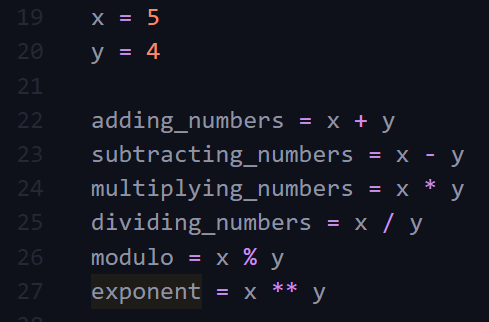 19 x = 5
20 y = 4
21
22 adding_numbers = x + y
23 subtracting_numbers = x - y
24 multiplying_numbers = x * y
25 dividing_numbers = x / y
26 modulo = x % y
27 exponent = x ** y